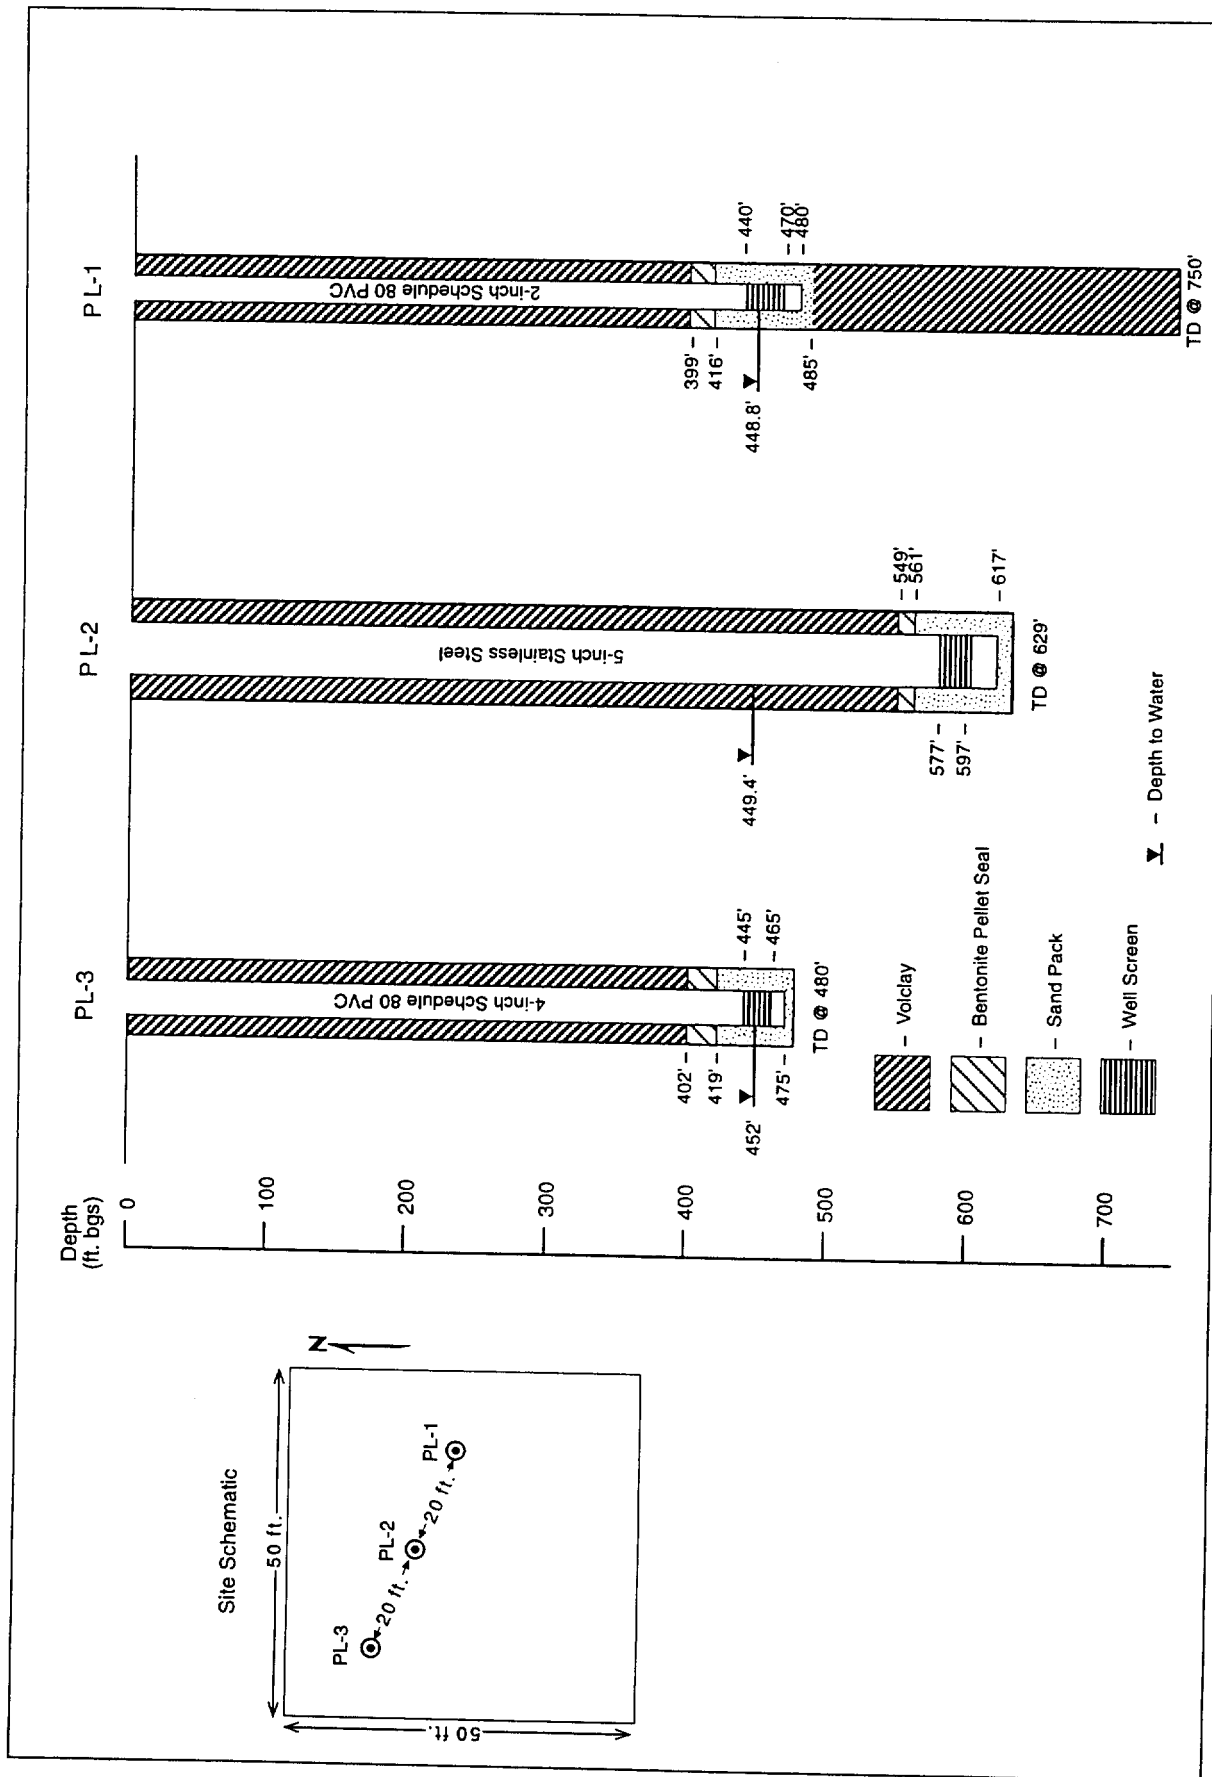 Site Schematic
50 ft.
50 ft.
N
PL-3
PL-2
PL-1
20 ft.
20 ft.
Depth
(ft. bgs)
0
100
200
300
400
500
600
700
PL-3
4-inch Schedule 80 PVC
402'
419'
452'
475'
445'
465'
TD @ 480'
PL-2
5-inch Stainless Steel
449.4'
549'
561'
577'
597'
617'
TD @ 629'
PL-1
2-inch Schedule 80 PVC
399'
416'
448.8'
485'
440'
470'
480'
TD @ 750'
– Volclay
– Bentonite Pellet Seal
– Sand Pack
– Well Screen
– Depth to Water